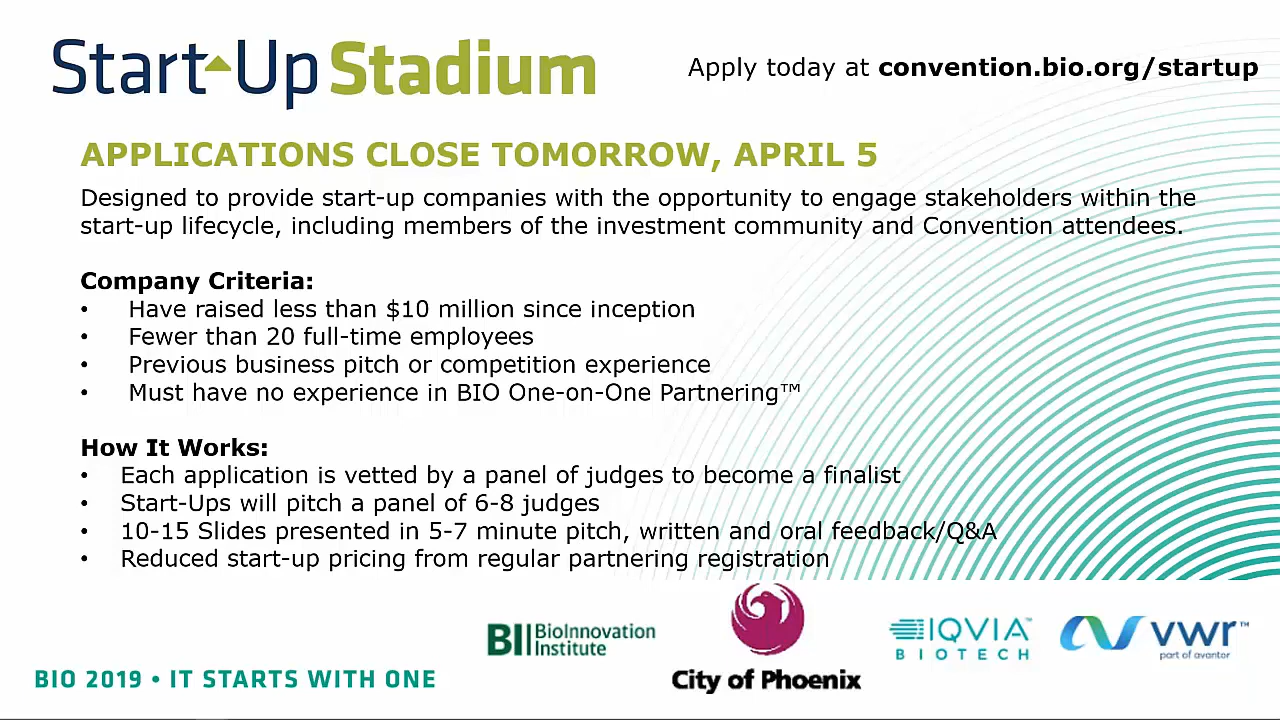 Start-Up Stadium
Apply today at convention.bio.org/startup
APPLICATIONS CLOSE TOMORROW, APRIL 5
Designed to provide start-up companies with the opportunity to engage stakeholders within the
start-up lifecycle, including members of the investment community and Convention attendees.
Company Criteria:
• Have raised less than $10 million since inception
• Fewer than 20 full-time employees
• Previous business pitch or competition experience
• Must have no experience in BIO One-on-One Partnering™
How It Works:
• Each application is vetted by a panel of judges to become a finalist
• Start-Ups will pitch a panel of 6-8 judges
• 10-15 Slides presented in 5-7 minute pitch, written and oral feedback/Q&A
• Reduced start-up pricing from regular partnering registration
BII BioInnovation
Institute
City of Phoenix
IQVIA™
BIOTECH
vwr™
part of avantor
BIO 2019 • IT STARTS WITH ONE